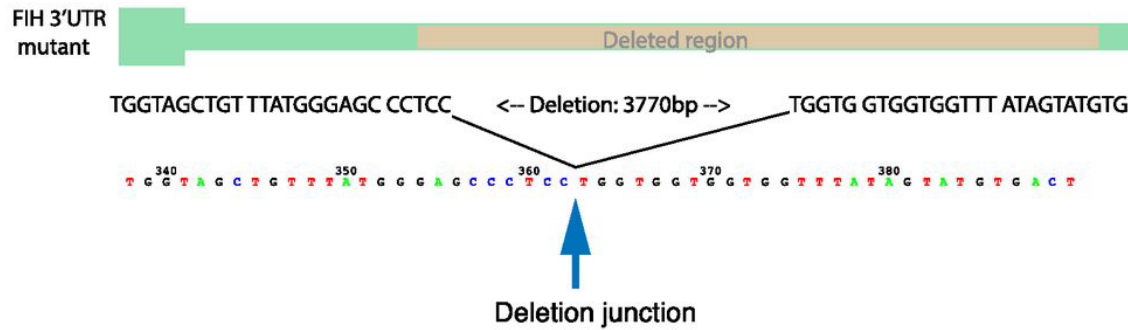 FIH 3'UTR
mutant
Deleted region
TGGTAGCTGT TTATGGGAGC CCTCC <-- Deletion: 3770bp --> TGGTG GTGGTGGTTT ATAGTATGTG
340 350 360 370 380
T G G T A G C T G T T T A T G G G A G C C C T C C T G G T G G T G G T G G T T T A T A G T A T G T G A C T
Deletion junction